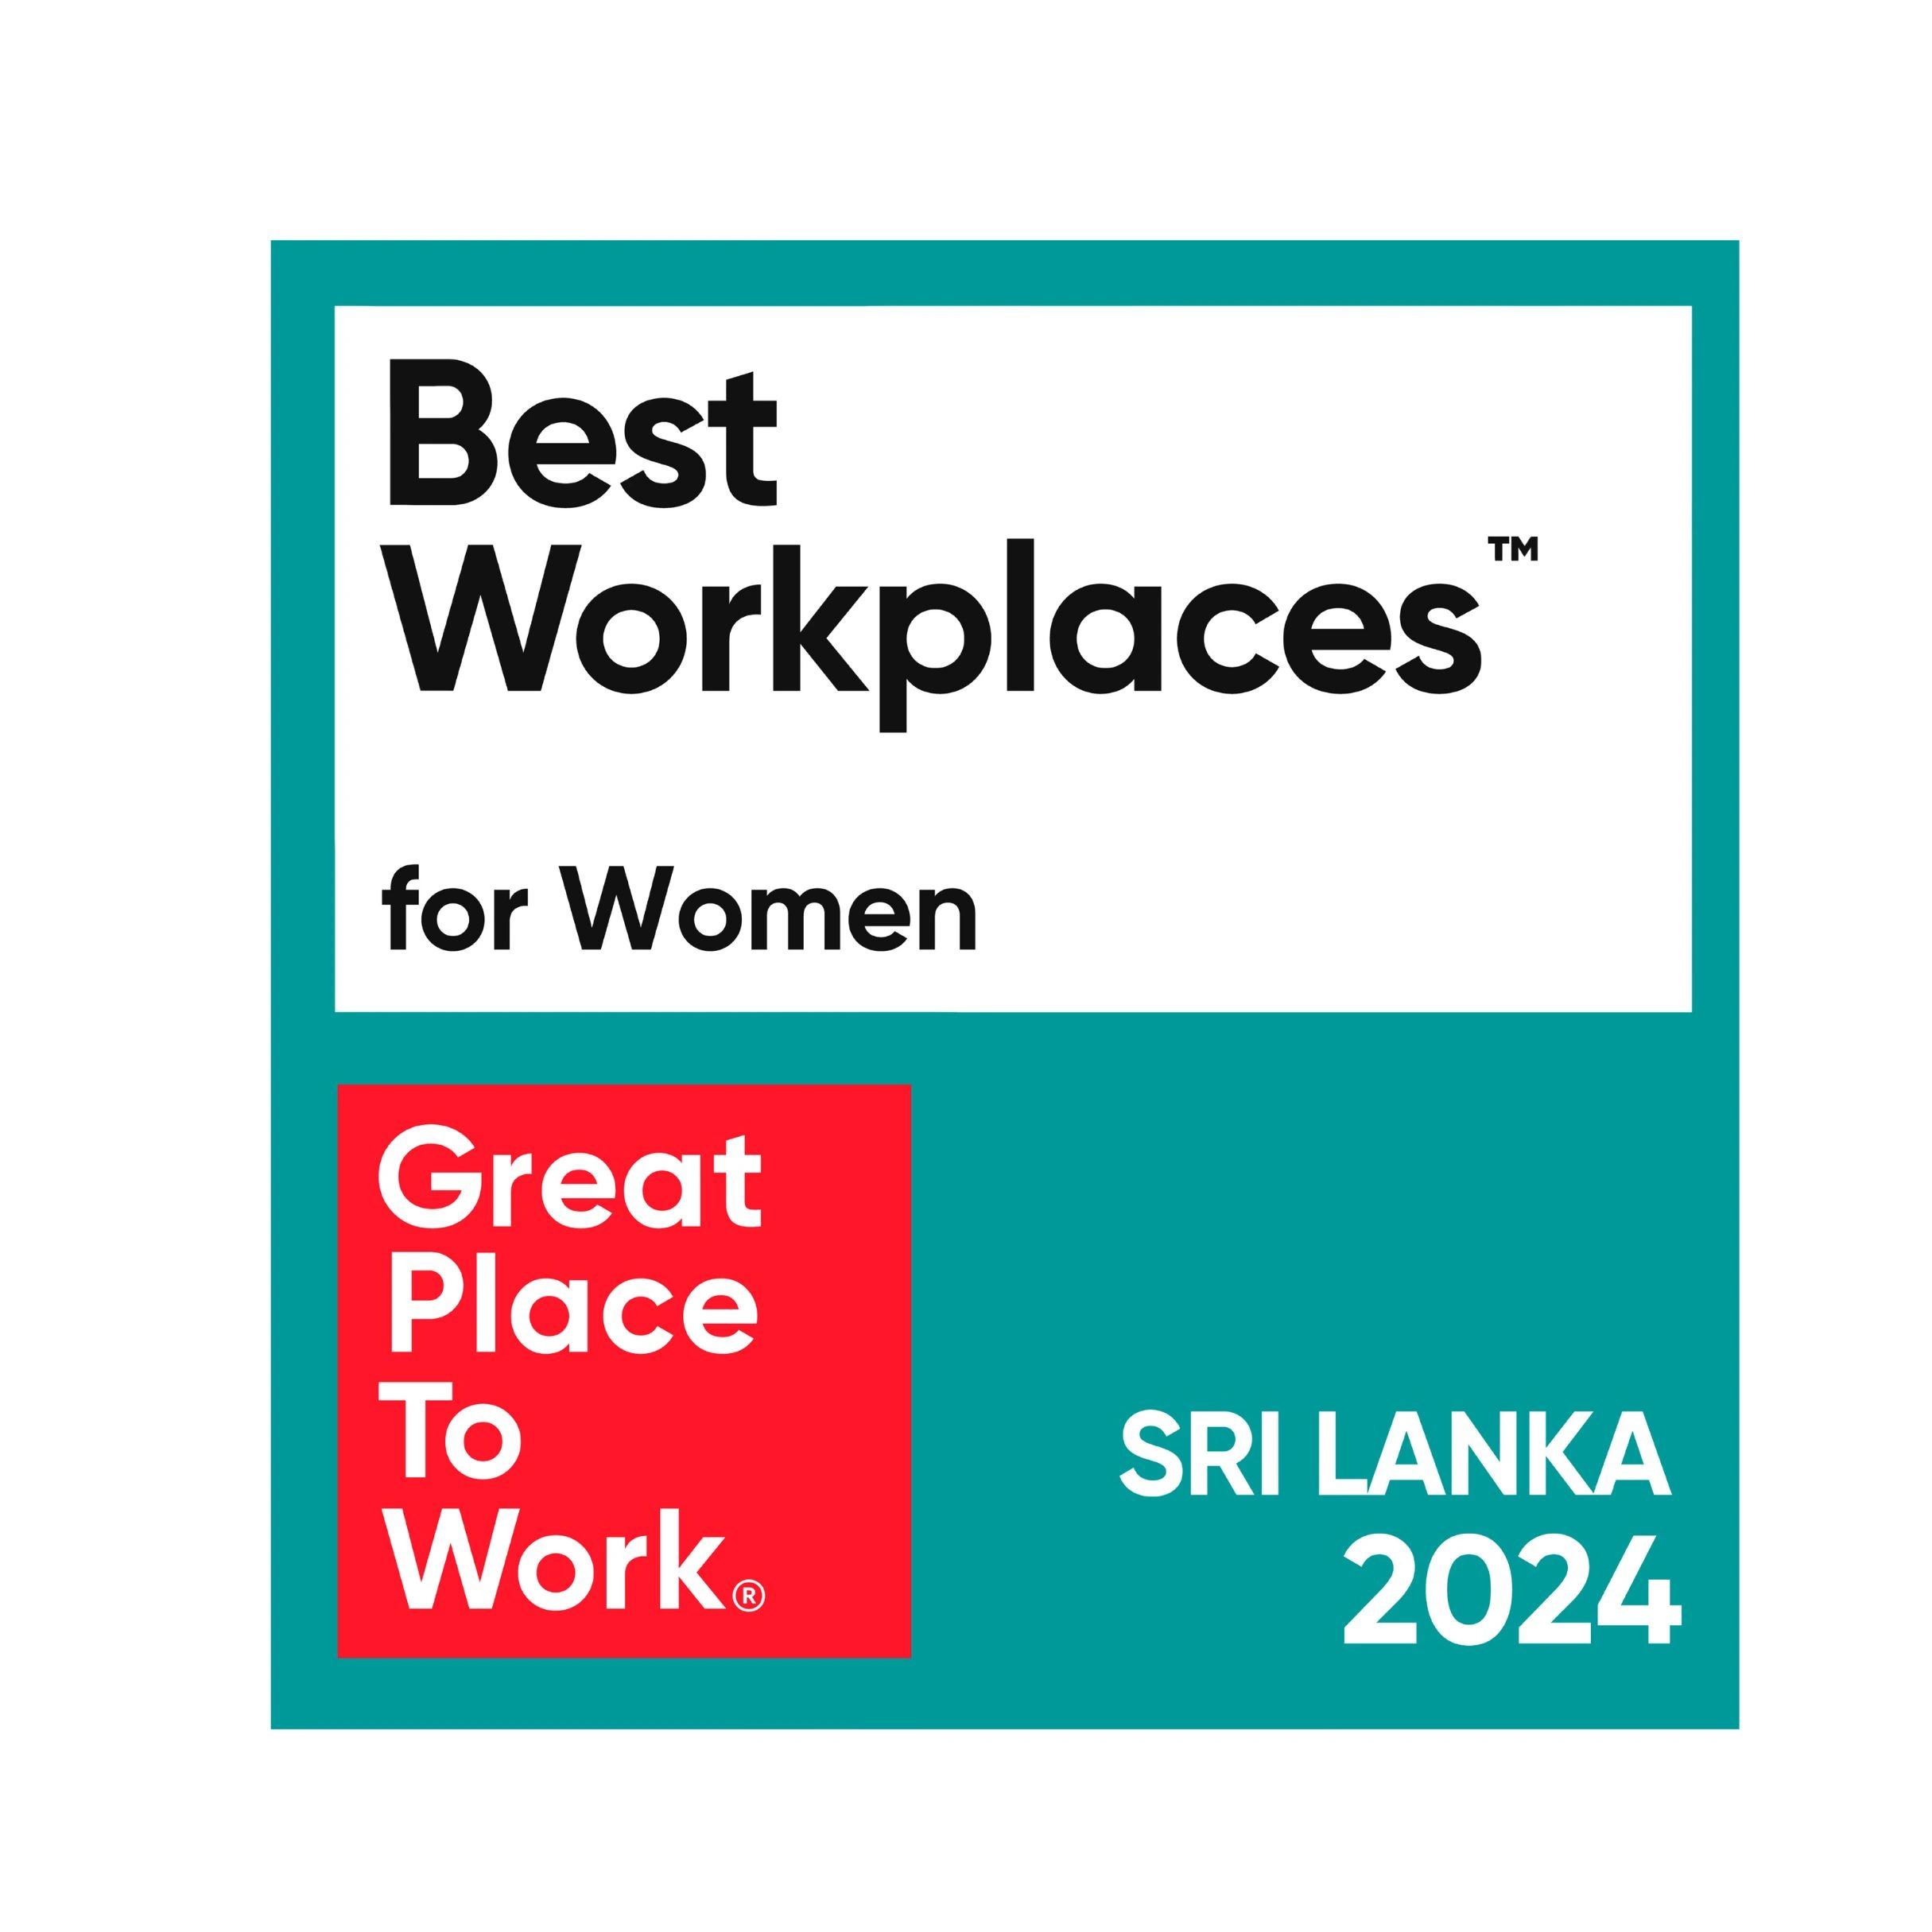 Best
Workplaces™
for Women
Great
Place
To
Work®
SRI LANKA
2024